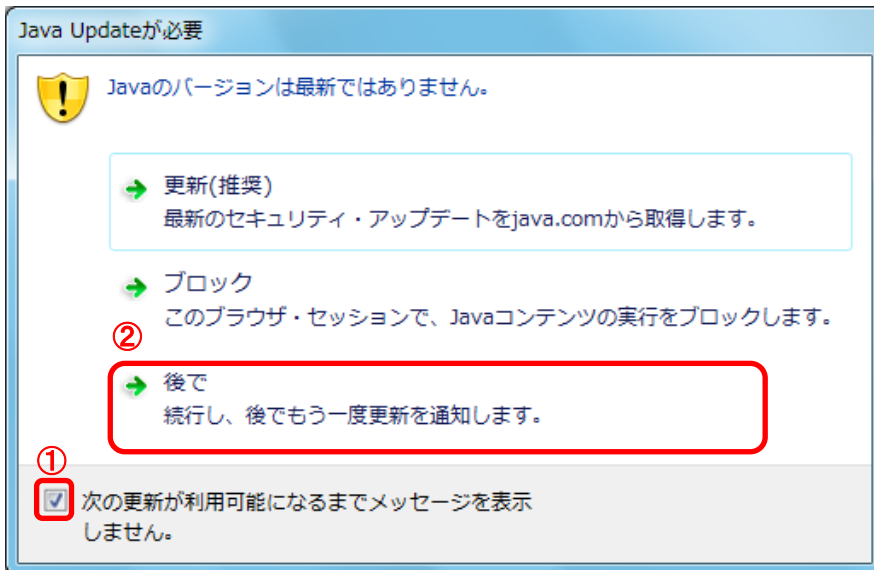 Java Updateが必要
Javaのバージョンは最新ではありません。
更新(推奨)
最新のセキュリティ・アップデートをjava.comから取得します。
ブロック
このブラウザ・セッションで、Javaコンテンツの実行をブロックします。
②
後で
続行し、後でもう一度更新を通知します。
①
次の更新が利用可能になるまでメッセージを表示
しません。